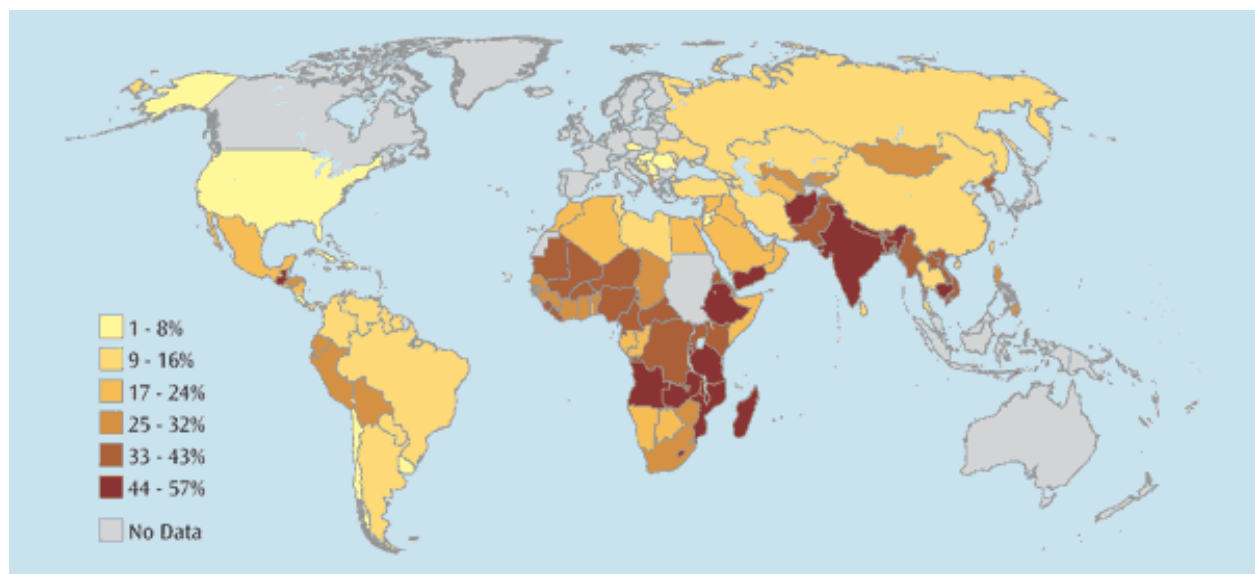 1 - 8%
9 - 16%
17 - 24%
25 - 32%
33 - 43%
44 - 57%
No Data